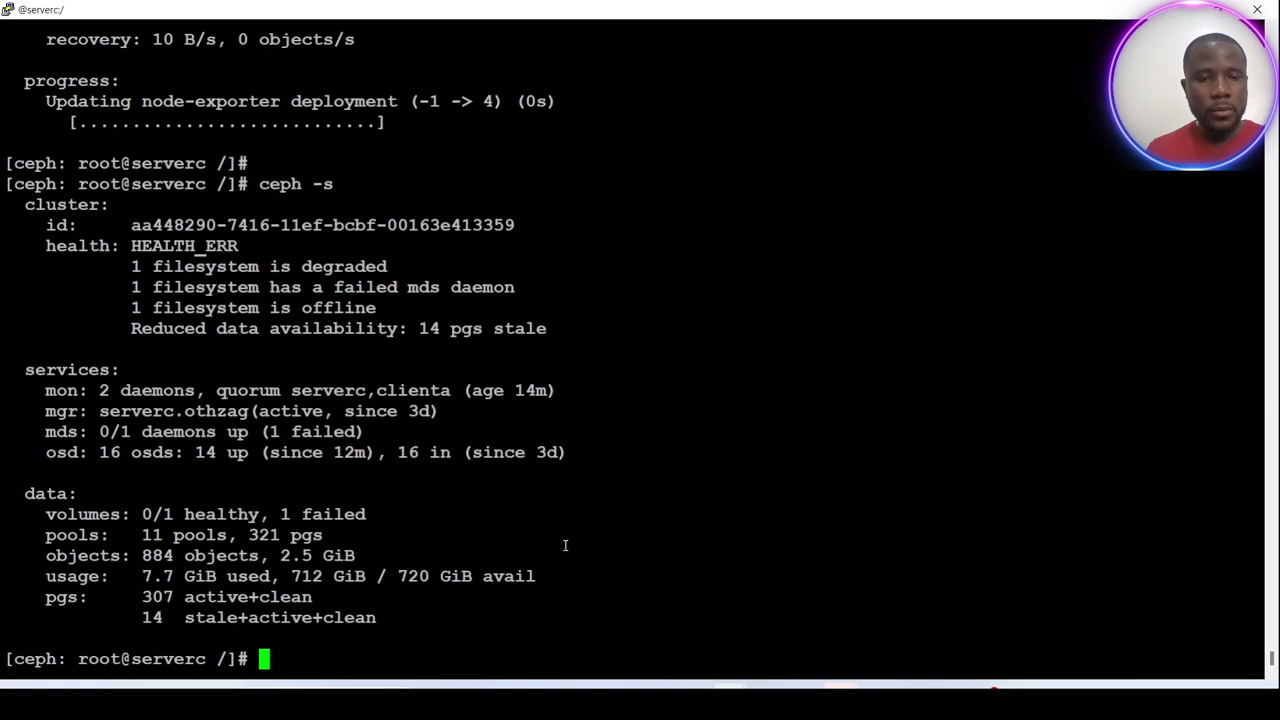 @serverc:/
recovery: 10 B/s, 0 objects/s
progress:
Updating node-exporter deployment (-1 -> 4) (0s)
[............................]
[ceph: root@serverc /]#
[ceph: root@serverc /]# ceph -s
cluster:
id: aa448290-7416-11ef-bcbf-00163e413359
health: HEALTH_ERR
1 filesystem is degraded
1 filesystem has a failed mds daemon
1 filesystem is offline
Reduced data availability: 14 pgs stale
services:
mon: 2 daemons, quorum serverc,clienta (age 14m)
mgr: serverc.othzag(active, since 3d)
mds: 0/1 daemons up (1 failed)
osd: 16 osds: 14 up (since 12m), 16 in (since 3d)
data:
volumes: 0/1 healthy, 1 failed
pools: 11 pools, 321 pgs
objects: 884 objects, 2.5 GiB
usage: 7.7 GiB used, 712 GiB / 720 GiB avail
pgs: 307 active+clean
14 stale+active+clean
[ceph: root@serverc /]#